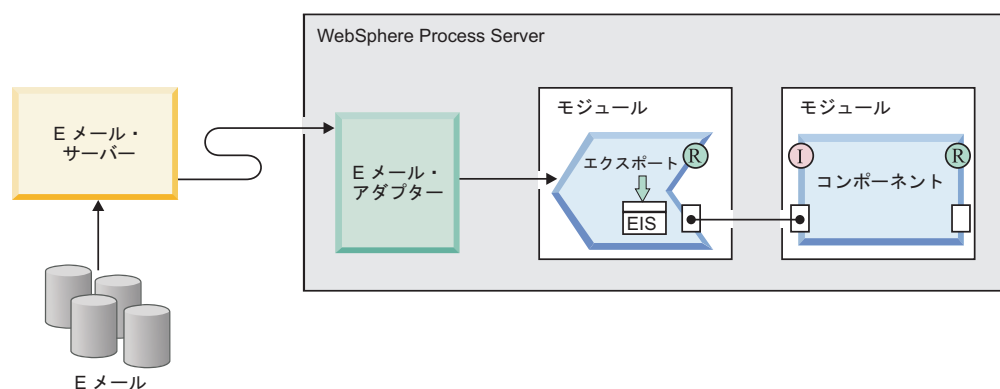 WebSphere Process Server
E メール・
サーバー
E メール
E メール・
アダプター
モジュール
エクスポート
R
EIS
モジュール
I
R
コンポーネント